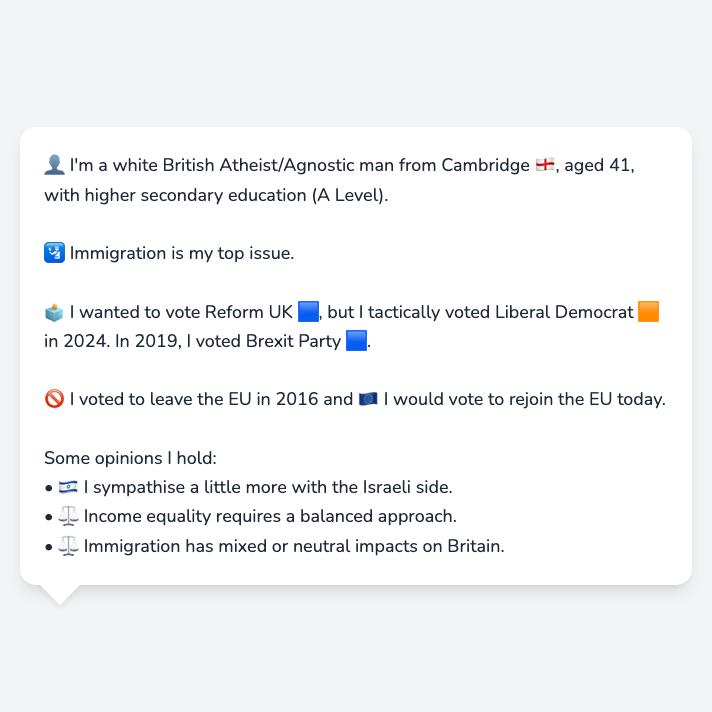 👤 I'm a white British Atheist/Agnostic man from Cambridge 🏴󠁧󠁢󠁥󠁮󠁧󠁿, aged 41,
with higher secondary education (A Level).
🛂 Immigration is my top issue.
🗳️ I wanted to vote Reform UK 🟦, but I tactically voted Liberal Democrat 🟧
in 2024. In 2019, I voted Brexit Party 🟦.
🚫 I voted to leave the EU in 2016 and 🇪🇺 I would vote to rejoin the EU today.
Some opinions I hold:
• 🇮🇱 I sympathise a little more with the Israeli side.
• ⚖️ Income equality requires a balanced approach.
• ⚖️ Immigration has mixed or neutral impacts on Britain.